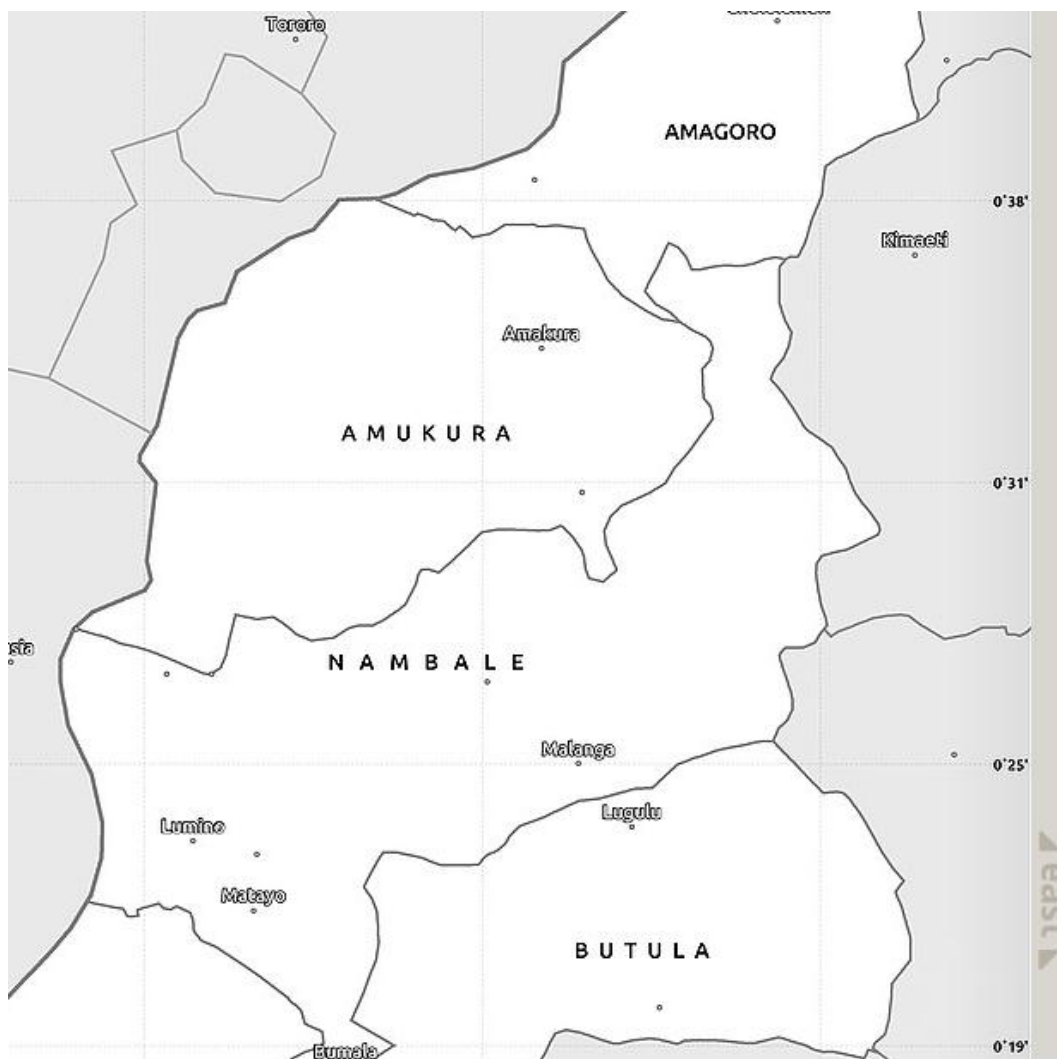 Tororo
AMAGORO
0°38'
Kimaeti
Amakura
AMUKURA
0°31'
sia
NAMBALE
Malanga
0°25'
Lugulu
Lumino
east
Matayo
BUTULA
0°19'
Bumala